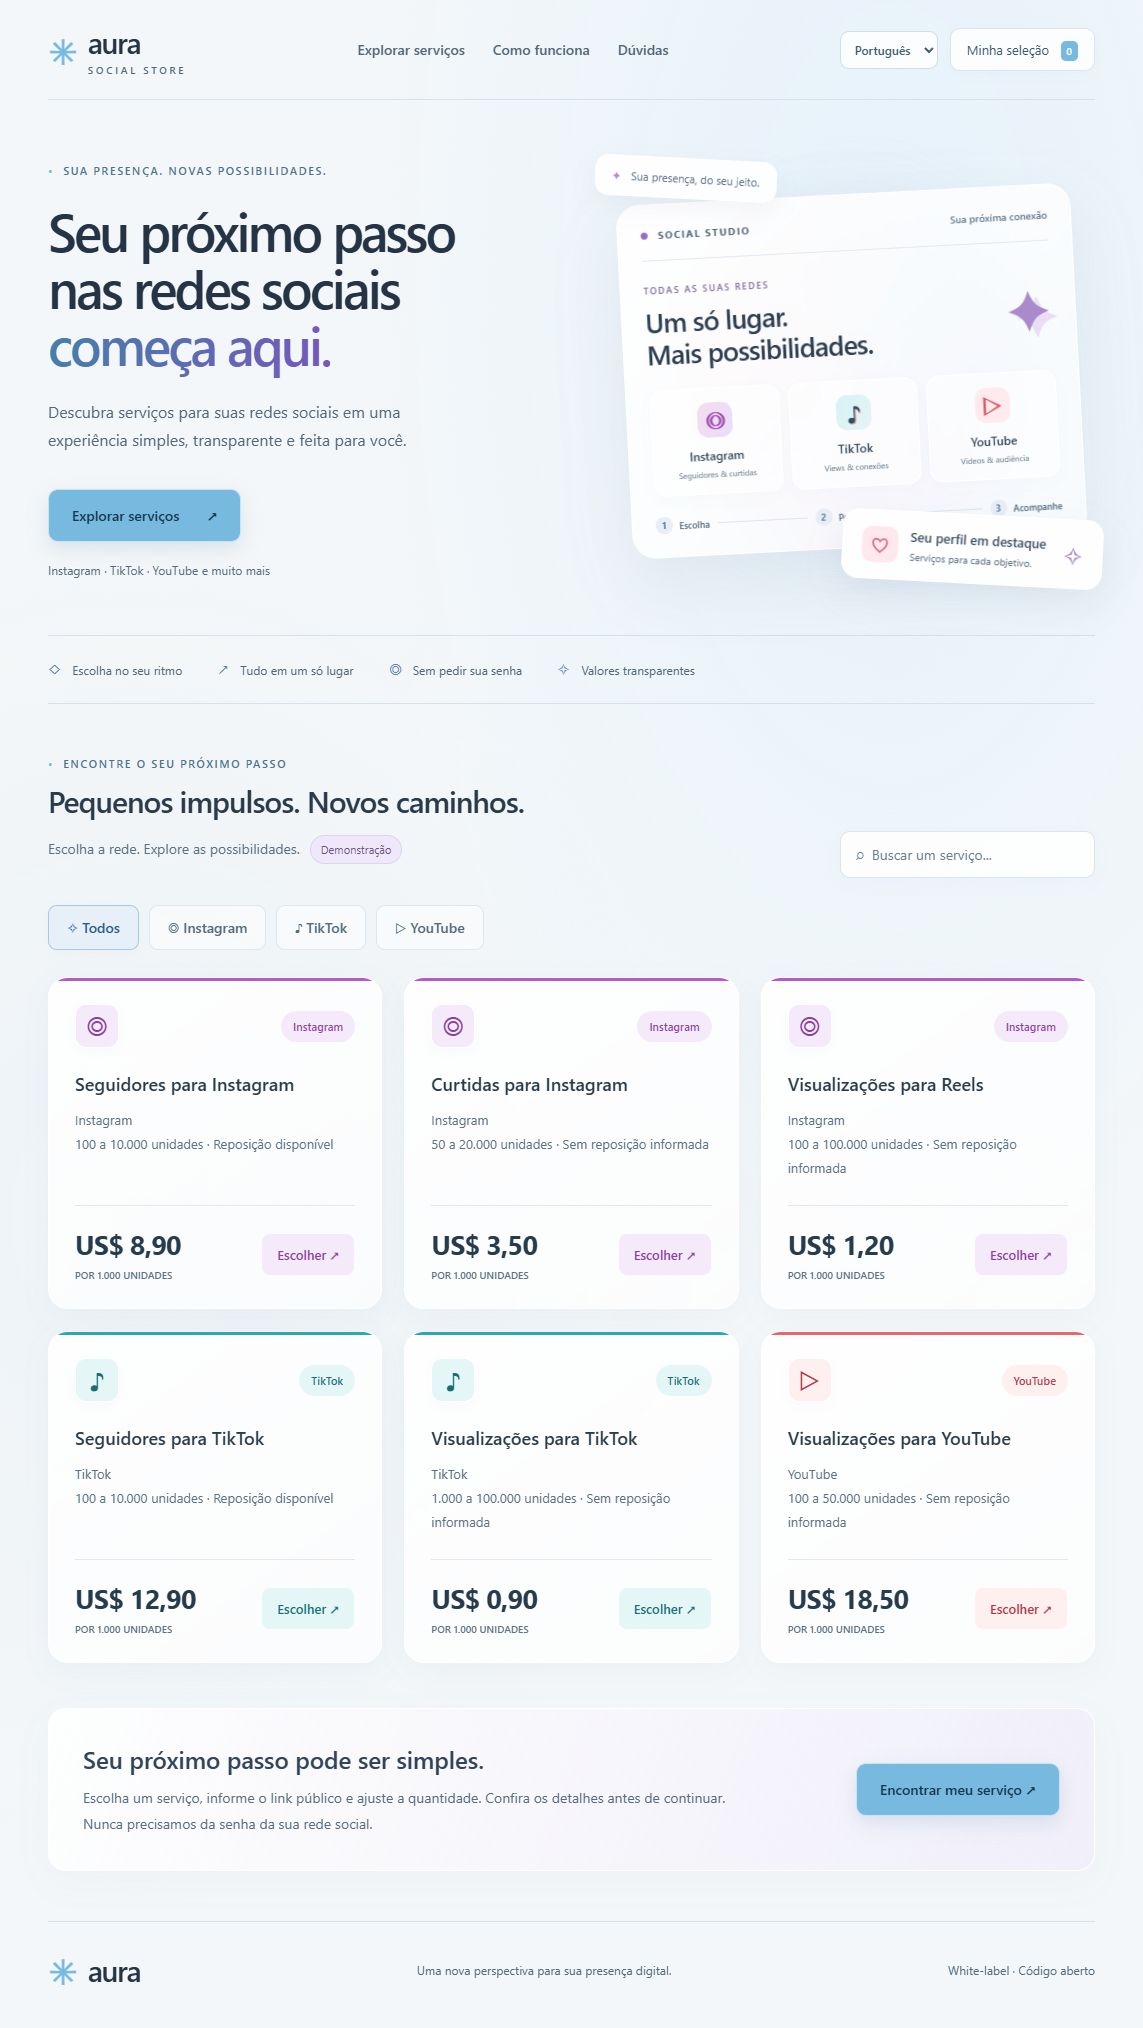 aura
SOCIAL STORE
Explorar serviços
Como funciona
Dúvidas
Português
Minha seleção 0
SUA PRESENÇA. NOVAS POSSIBILIDADES.
Seu próximo passo
nas redes sociais
começa aqui.
Descubra serviços para suas redes sociais em uma
experiência simples, transparente e feita para você.
Explorar serviços ↗
Instagram · TikTok · YouTube e muito mais
Sua presença, do seu jeito.
SOCIAL STUDIO
Sua próxima conexão
TODAS AS SUAS REDES
Um só lugar.
Mais possibilidades.
Instagram
Seguidores & curtidas
TikTok
Views & conexões
YouTube
Vídeos & audiência
1 Escolha
2
3 Acompanhe
Seu perfil em destaque
Serviços para cada objetivo.
Escolha no seu ritmo
Tudo em um só lugar
Sem pedir sua senha
Valores transparentes
ENCONTRE O SEU PRÓXIMO PASSO
Pequenos impulsos. Novos caminhos.
Escolha a rede. Explore as possibilidades.
Demonstração
Buscar um serviço...
Todos
Instagram
TikTok
YouTube
Instagram
Seguidores para Instagram
Instagram
100 a 10.000 unidades · Reposição disponível
US$ 8,90
POR 1.000 UNIDADES
Escolher ↗
Instagram
Curtidas para Instagram
Instagram
50 a 20.000 unidades · Sem reposição informada
US$ 3,50
POR 1.000 UNIDADES
Escolher ↗
Instagram
Visualizações para Reels
Instagram
100 a 100.000 unidades · Sem reposição
informada
US$ 1,20
POR 1.000 UNIDADES
Escolher ↗
TikTok
Seguidores para TikTok
TikTok
100 a 10.000 unidades · Reposição disponível
US$ 12,90
POR 1.000 UNIDADES
Escolher ↗
TikTok
Visualizações para TikTok
TikTok
1.000 a 100.000 unidades · Sem reposição
informada
US$ 0,90
POR 1.000 UNIDADES
Escolher ↗
YouTube
Visualizações para YouTube
YouTube
100 a 50.000 unidades · Sem reposição
informada
US$ 18,50
POR 1.000 UNIDADES
Escolher ↗
Seu próximo passo pode ser simples.
Escolha um serviço, informe o link público e ajuste a quantidade. Confira os detalhes antes de continuar.
Nunca precisamos da senha da sua rede social.
Encontrar meu serviço ↗
aura
Uma nova perspectiva para sua presença digital.
White-label · Código aberto